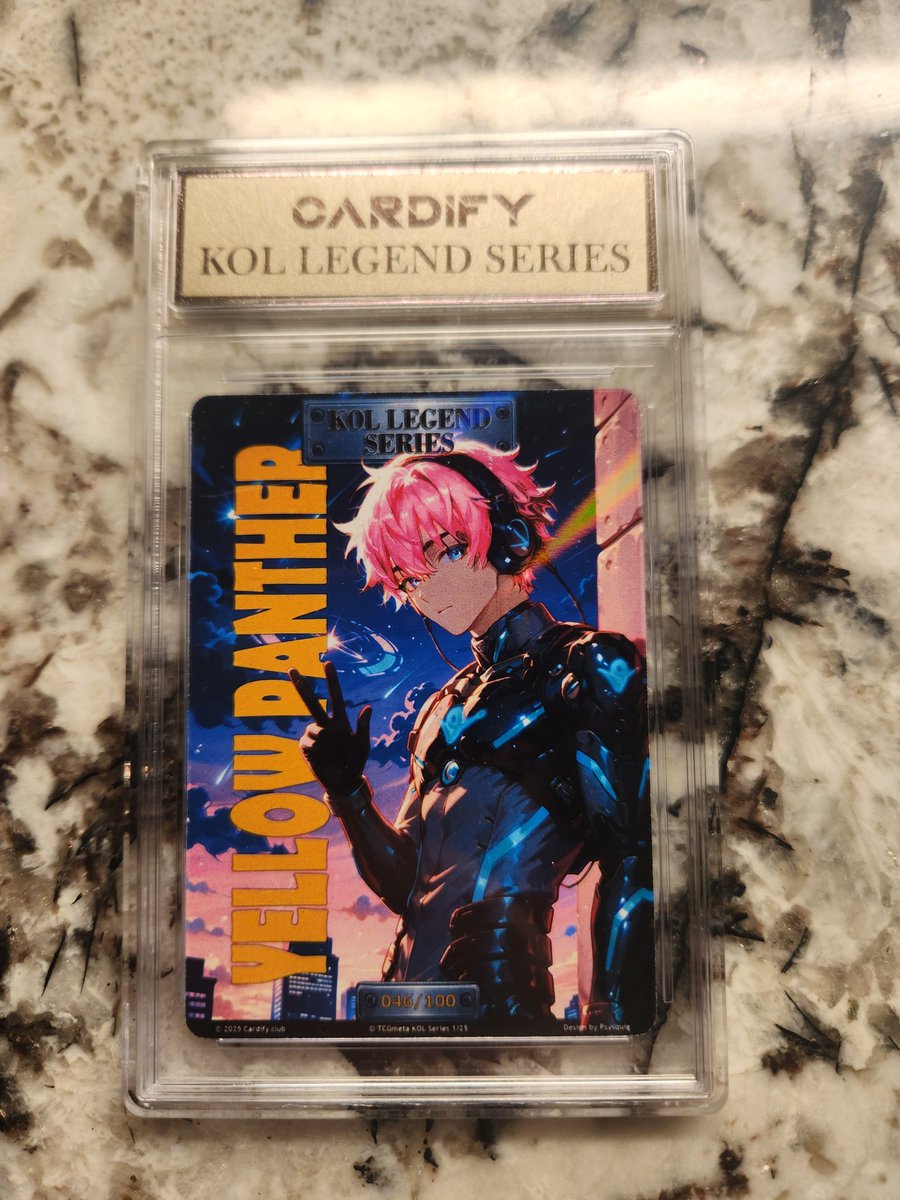 CARDIFY
KOL LEGEND SERIES
KOL LEGEND
SERIES
YELLOW PANTHER
046/100
© 2025 Cardify.club
© TCGmeta KOL Series 1/25
Design by Psysquig